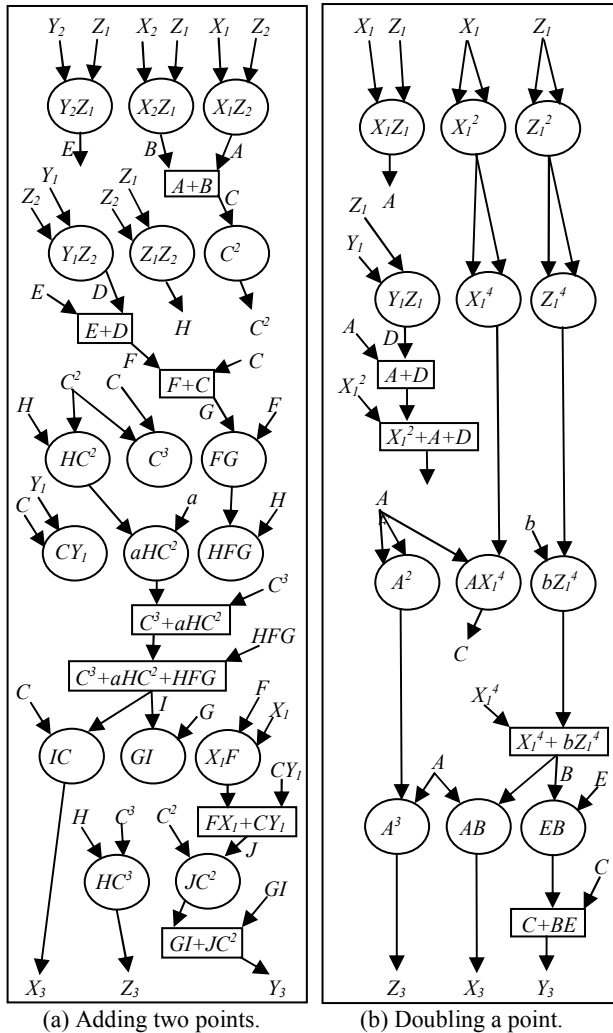 Y₂ Z₁ X₂ Z₁ X₁ Z₂
Y₂Z₁ X₂Z₁ X₁Z₂
E B A
A+B
Y₁ Z₁ C
Z₂ Z₂
Y₁Z₂ Z₁Z₂ C²
E D H C²
E+D
F C
F+C
C² C G
H F
HC² C³ FG
Y₁ a H
C
CY₁ aHC² HFG
C³
C³+aHC²
HFG
C³+aHC²+HFG
C I G F
X₁
IC GI X₁F
CY₁
H C³ C² FX₁+CY₁
J
HC³ JC²
GI
GI+JC²
X₃ Z₃ Y₃
(a) Adding two points.
X₁ Z₁ X₁ Z₁
X₁Z₁ X₁² Z₁²
A
Z₁
Y₁
Y₁Z₁ X₁⁴ Z₁⁴
A D
A+D
X₁²
X₁²+A+D
A b
A² AX₁⁴ bZ₁⁴
C
X₁⁴
X₁⁴+ bZ₁⁴
A B E
A³ AB EB
C
C+BE
Z₃ X₃ Y₃
(b) Doubling a point.